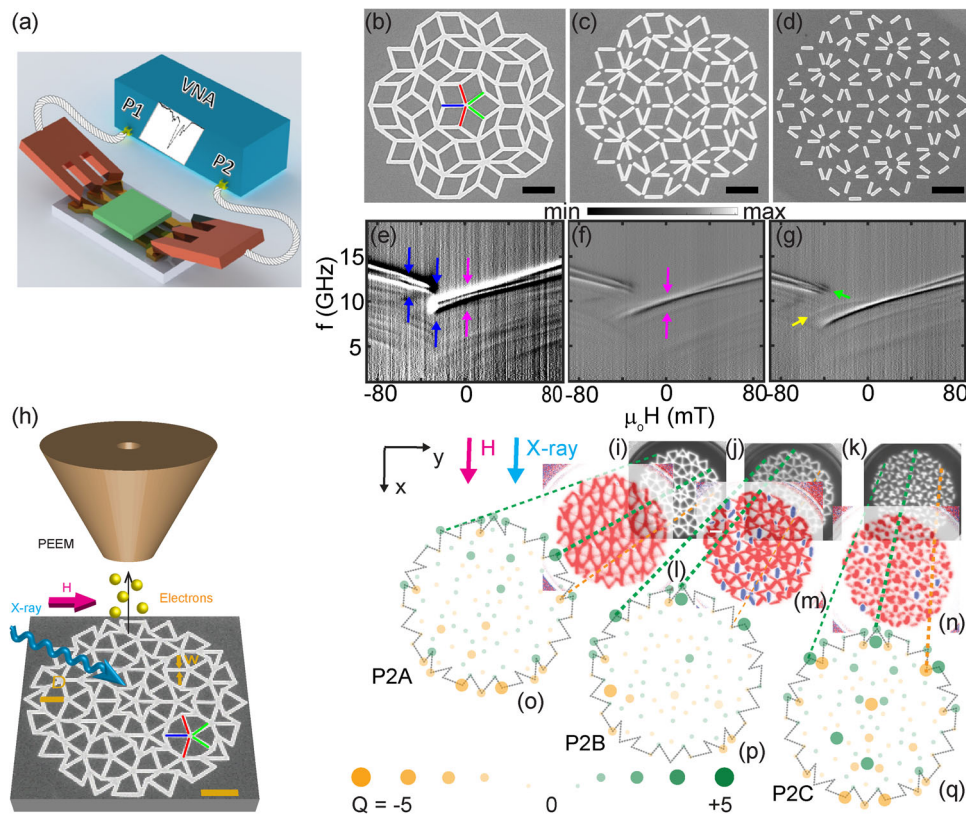 (a)
VNA
P1
P2
(b)
(c)
(d)
min
max
(e)
(f)
(g)
15
10
5
f (GHz)
-80
0
80
-80
0
80
-80
0
80
μ₀H (mT)
(h)
PEEM
H
X-ray
Electrons
W
x
y
H
X-ray
(i)
(j)
(k)
(l)
(m)
(n)
P2A
(o)
P2B
(p)
P2C
(q)
Q = -5
0
+5